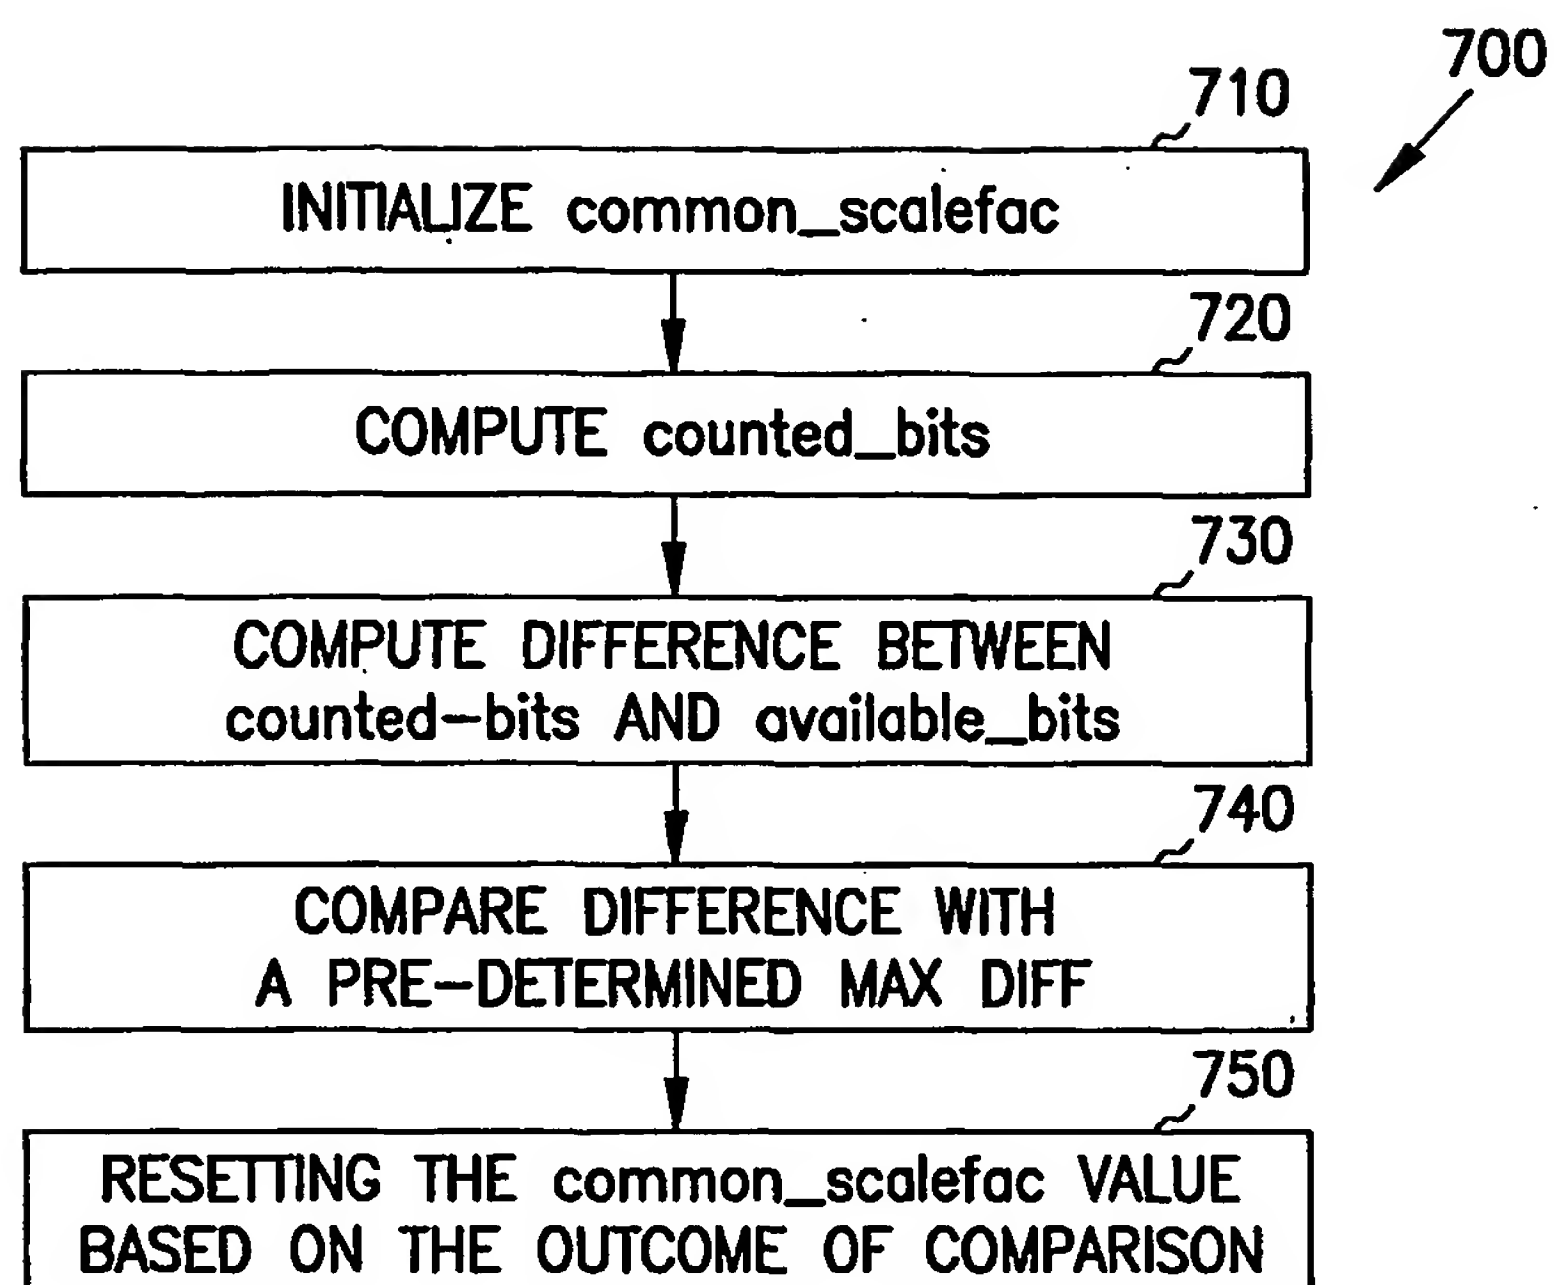 700
710
INITIALIZE common_scalefac
720
COMPUTE counted_bits
730
COMPUTE DIFFERENCE BETWEEN
counted-bits AND available_bits
740
COMPARE DIFFERENCE WITH
A PRE-DETERMINED MAX DIFF
750
RESETTING THE common_scalefac VALUE
BASED ON THE OUTCOME OF COMPARISON